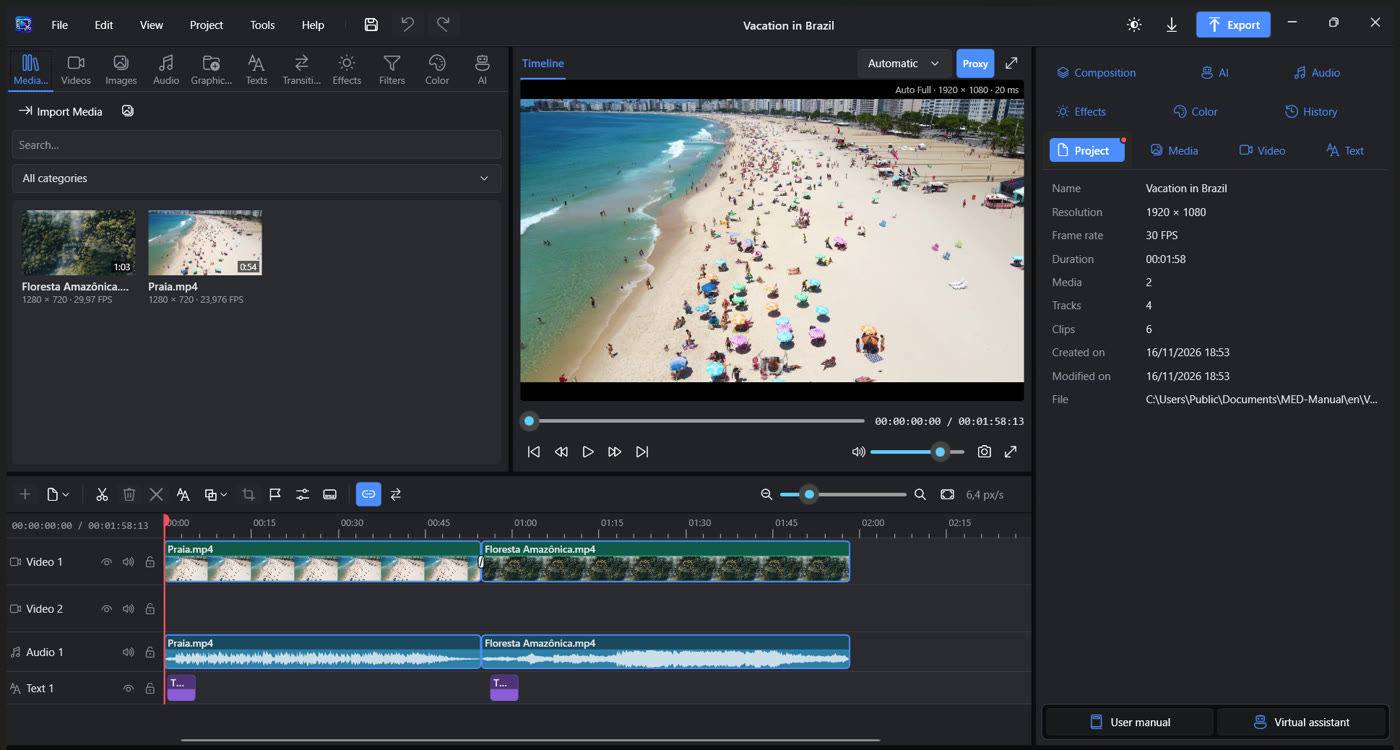 File Edit View Project Tools Help
Vacation in Brazil
Export
Media... Videos Images Audio Graphic... Texts Transiti... Effects Filters Color AI
Import Media
Search...
All categories
1:03
Floresta Amazônica....
1280 × 720 · 29,97 FPS
0:54
Praia.mp4
1280 × 720 · 23,976 FPS
Timeline
Automatic
Proxy
Auto Full · 1920 × 1080 · 20 ms
00:00:00:00 / 00:01:58:13
Composition AI Audio
Effects Color History
Project Media Video Text
Name Vacation in Brazil
Resolution 1920 × 1080
Frame rate 30 FPS
Duration 00:01:58
Media 2
Tracks 4
Clips 6
Created on 16/11/2026 18:53
Modified on 16/11/2026 18:53
File C:\Users\Public\Documents\MED-Manual\en\V...
6,4 px/s
00:00:00:00 / 00:01:58:13
00:00 00:15 00:30 00:45 01:00 01:15 01:30 01:45 02:00 02:15
Video 1
Praia.mp4 Floresta Amazônica.mp4
Video 2
Audio 1
Praia.mp4 Floresta Amazônica.mp4
Text 1
T... T...
User manual
Virtual assistant